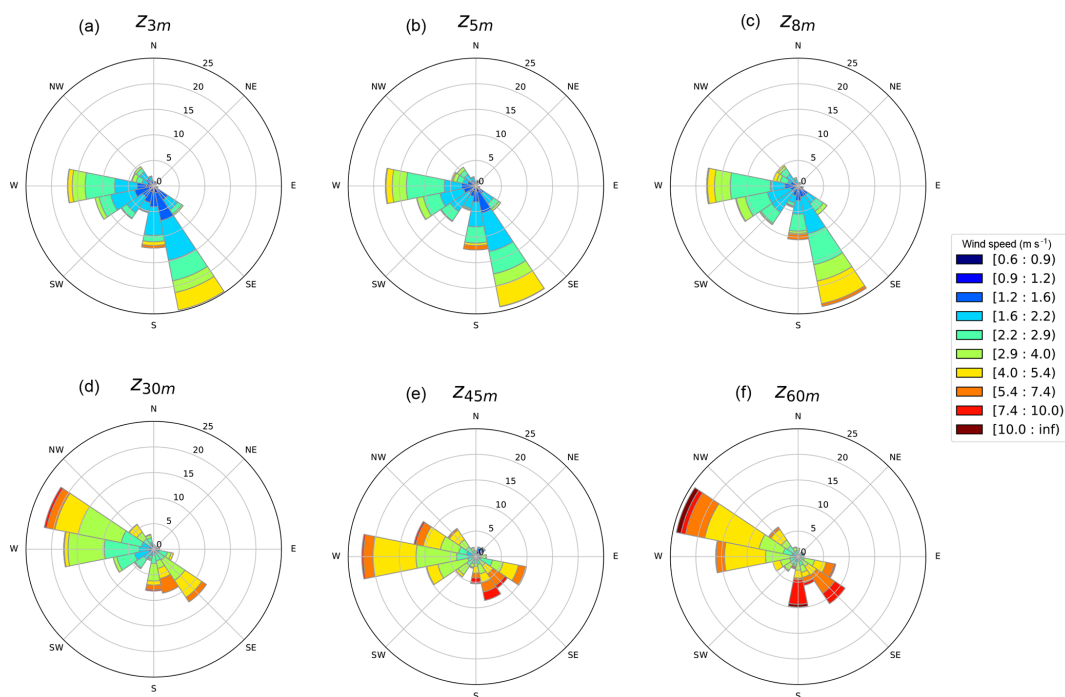 (a) Z3m
(b) Z5m
(c) Z8m
N
NE
E
SE
S
SW
W
NW
0
5
10
15
20
25
N
NE
E
SE
S
SW
W
NW
0
5
10
15
20
25
N
NE
E
SE
S
SW
W
NW
0
5
10
15
20
25
Wind speed (m s⁻¹)
[0.6 : 0.9)
[0.9 : 1.2)
[1.2 : 1.6)
[1.6 : 2.2)
[2.2 : 2.9)
[2.9 : 4.0)
[4.0 : 5.4)
[5.4 : 7.4)
[7.4 : 10.0)
[10.0 : inf)
(d) Z30m
(e) Z45m
(f) Z60m
N
NE
E
SE
S
SW
W
NW
0
5
10
15
20
25
N
NE
E
SE
S
SW
W
NW
0
5
10
15
20
25
N
NE
E
SE
S
SW
W
NW
0
5
10
15
20
25